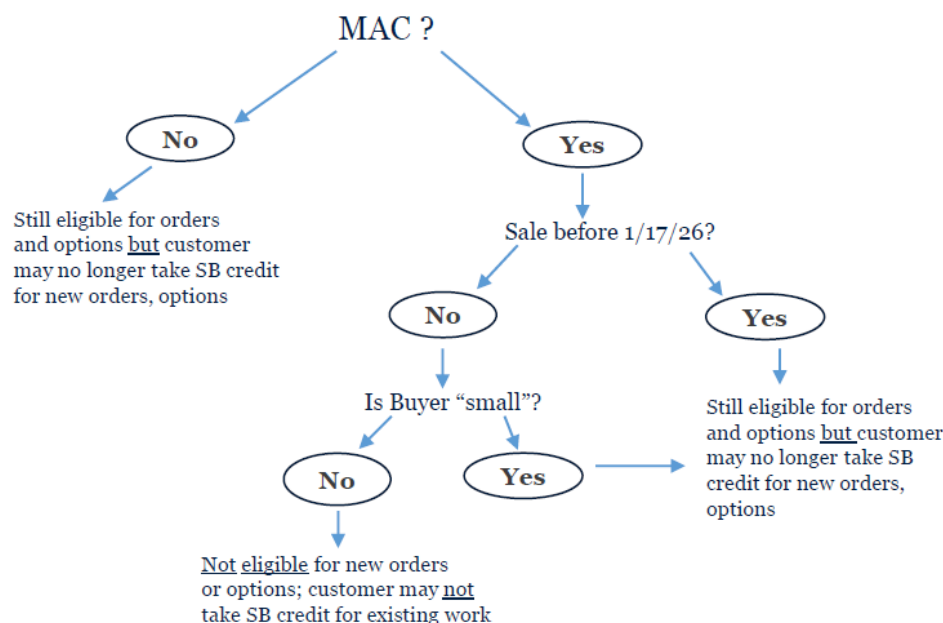 MAC ?
No
Yes
Still eligible for orders
and options but customer
may no longer take SB credit
for new orders, options
Sale before 1/17/26?
No
Yes
Is Buyer “small”?
No
Yes
Still eligible for orders
and options but customer
may no longer take SB
credit for new orders,
options
Not eligible for new orders
or options; customer may not
take SB credit for existing work